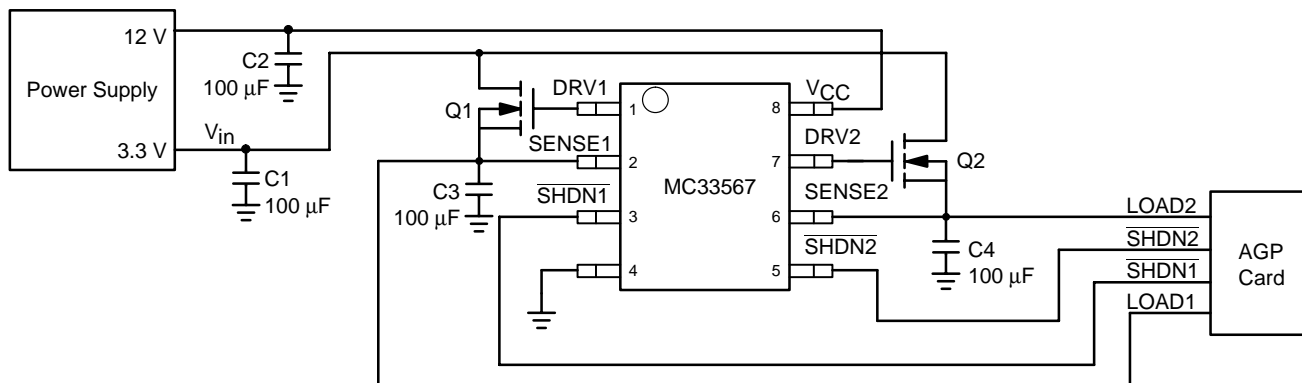 12 V
C2
100 μF
Power Supply
Vin
3.3 V
C1
100 μF
Q1
DRV1
1
SENSE1
2
C3
100 μF
SHDN1
3
4
MC33567
VCC
8
DRV2
7
Q2
SENSE2
6
SHDN2
5
C4
100 μF
LOAD2
SHDN2
SHDN1
LOAD1
AGP
Card